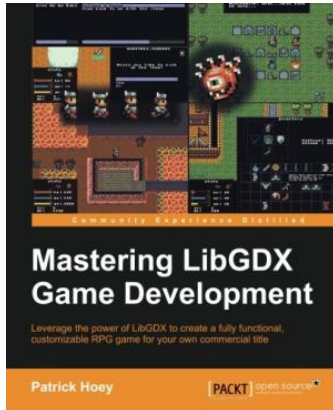 Community Experience Distilled
Mastering LibGDX
Game Development
Leverage the power of LibGDX to create a fully functional,
customizable RPG game for your own commercial title
Patrick Hoey
[PACKT] open source*
PUBLISHING